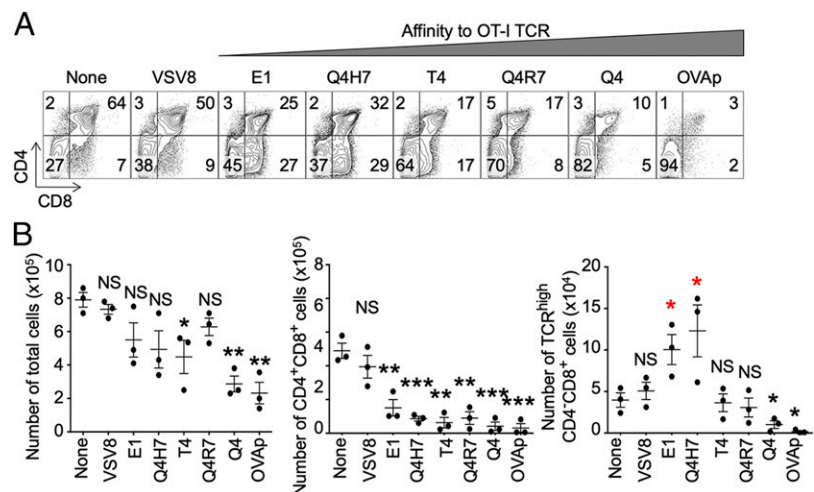 A
Affinity to OT-I TCR
None VSV8 E1 Q4H7 T4 Q4R7 Q4 OVAp
2 64 3 50 3 25 2 32 2 17 5 17 3 10 1 3
27 7 38 9 45 27 37 29 64 17 70 8 82 5 94 2
CD4
CD8
B
Number of total cells (x10⁵)
10
8
6
4
2
0
NS NS NS * NS ** **
None VSV8 E1 Q4H7 T4 Q4R7 Q4 OVAp
Number of CD4⁺CD8⁺ cells (x10⁵)
8
6
4
2
0
NS ** *** ** ** *** ***
None VSV8 E1 Q4H7 T4 Q4R7 Q4 OVAp
Number of TCRʰⁱᵍʰ
CD4⁻CD8⁺ cells (x10⁴)
20
15
10
5
0
NS * * NS NS * *
None VSV8 E1 Q4H7 T4 Q4R7 Q4 OVAp